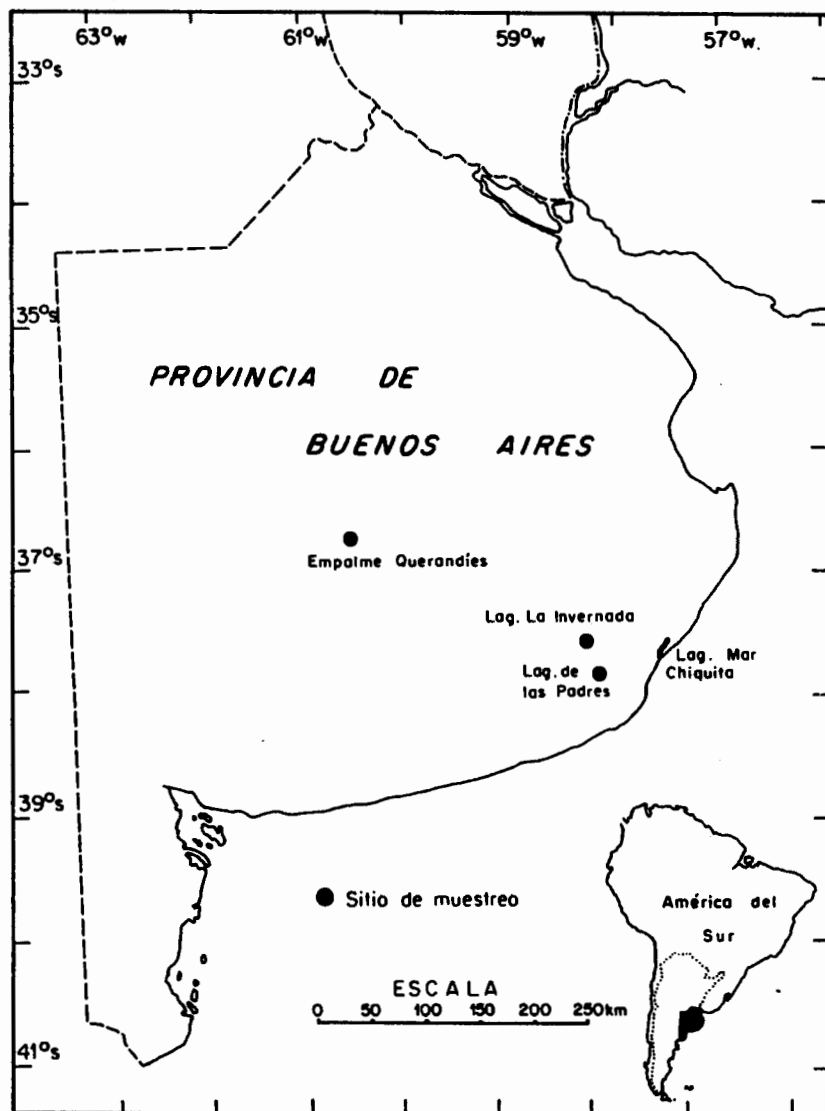 63°w 61°w 59°w 57°w
33°s
35°s
PROVINCIA DE
BUENOS AIRES
37°s
Empalme Querandíes
Lag. La Invernada
Lag. de
las Padres
Lag. Mar
Chiquita
39°s
Sitio de muestreo
América del
Sur
ESCALA
0 50 100 150 200 250km
41°s